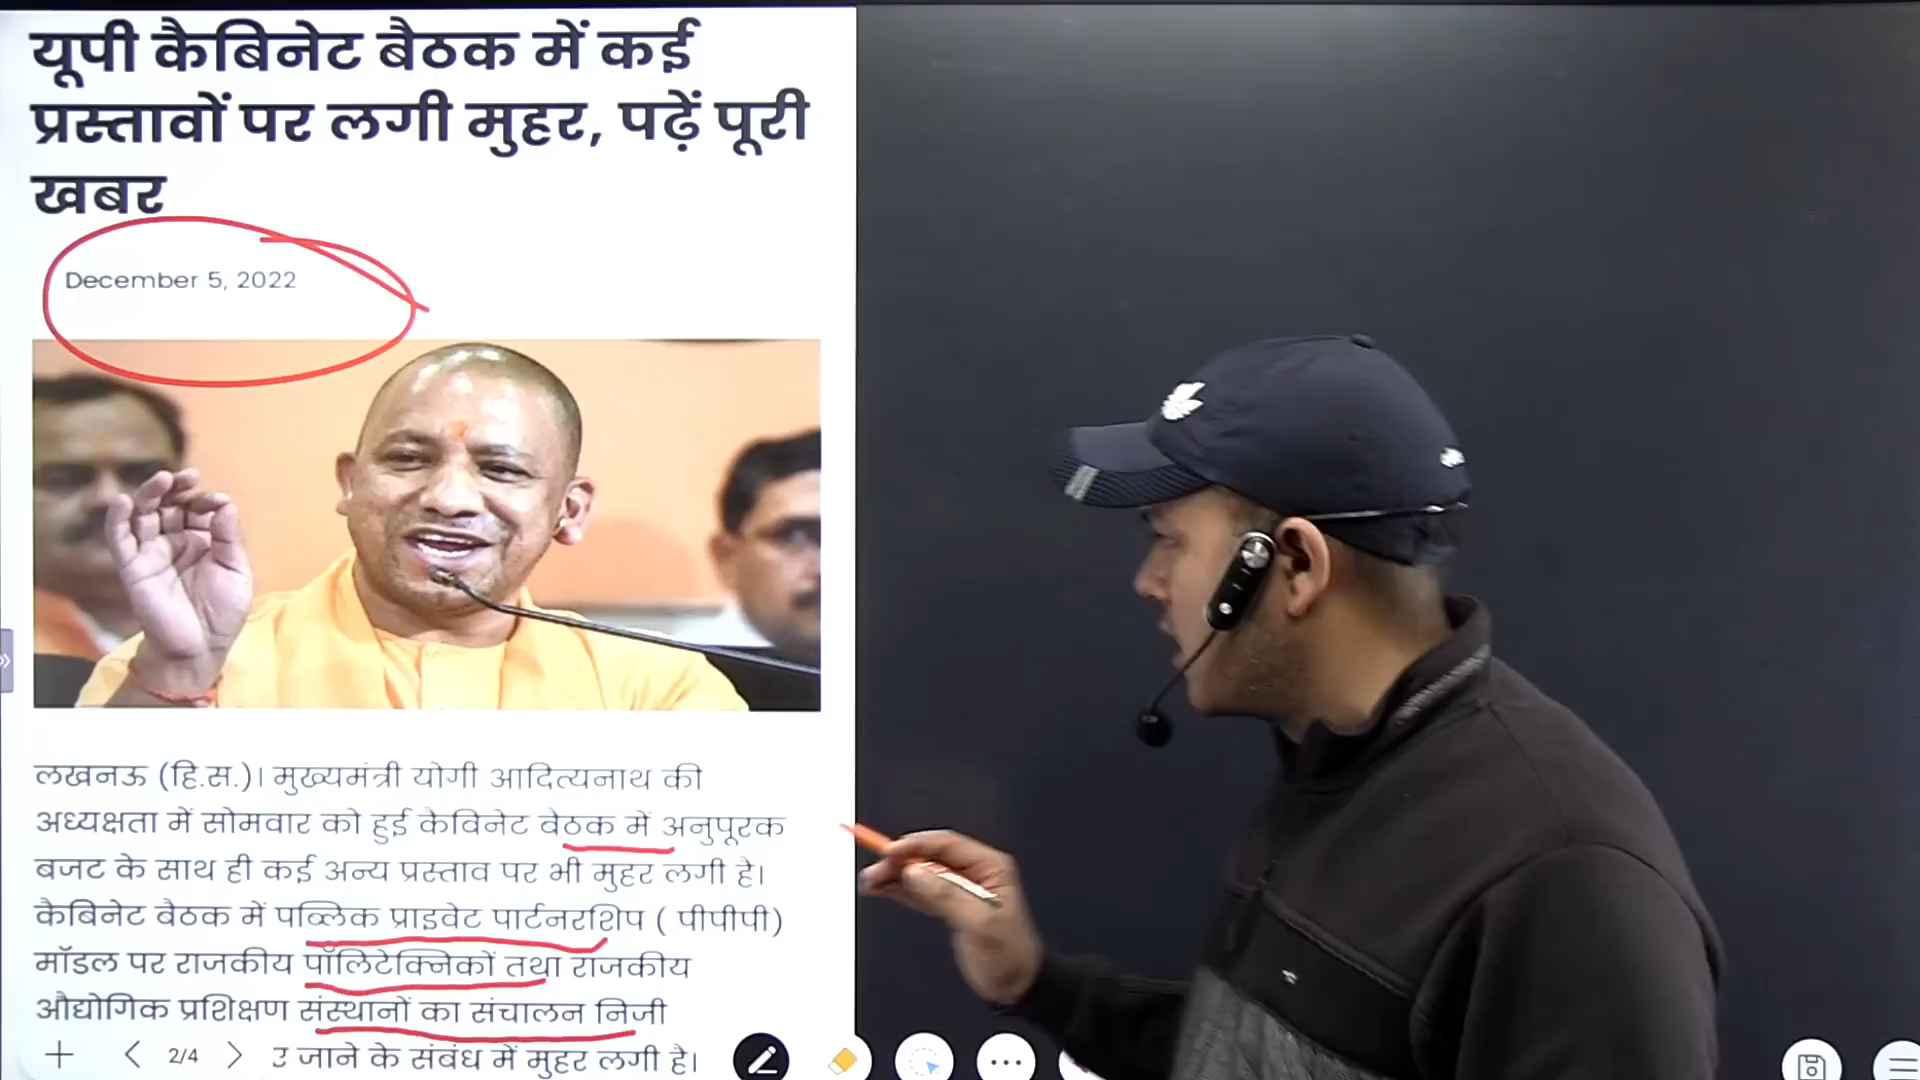 यूपी कैबिनेट बैठक में कई
प्रस्तावों पर लगी मुहर, पढ़ें पूरी
खबर
December 5, 2022
लखनऊ (हि.स.)। मुख्यमंत्री योगी आदित्यनाथ की
अध्यक्षता में सोमवार को हुई कैबिनेट बैठक में अनुपूरक
बजट के साथ ही कई अन्य प्रस्ताव पर भी मुहर लगी है।
कैबिनेट बैठक में पब्लिक प्राइवेट पार्टनरशिप ( पीपीपी)
मॉडल पर राजकीय पॉलिटेक्निकों तथा राजकीय
औद्योगिक प्रशिक्षण संस्थानों का संचालन निजी
जाने के संबंध में मुहर लगी है।
2/4